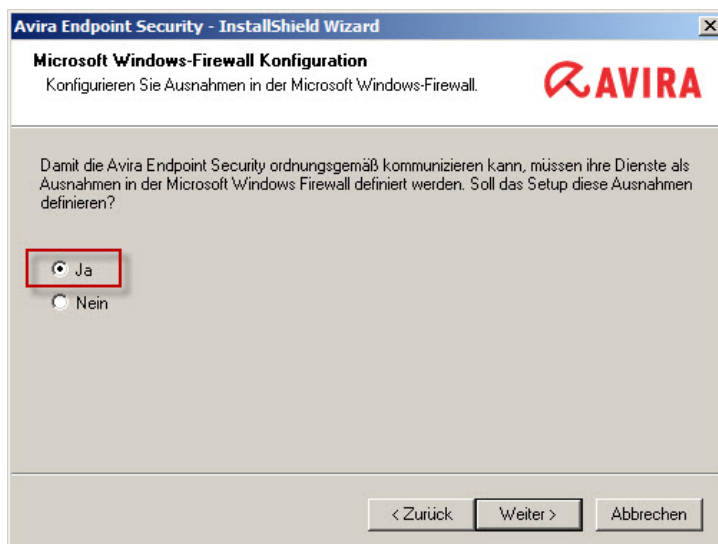 Avira Endpoint Security - InstallShield Wizard
Microsoft Windows-Firewall Konfiguration
Konfigurieren Sie Ausnahmen in der Microsoft Windows-Firewall.
AVIRA
Damit die Avira Endpoint Security ordnungsgemäß kommunizieren kann, müssen ihre Dienste als
Ausnahmen in der Microsoft Windows Firewall definiert werden. Soll das Setup diese Ausnahmen
definieren?
Ja
Nein
< Zurück
Weiter >
Abbrechen